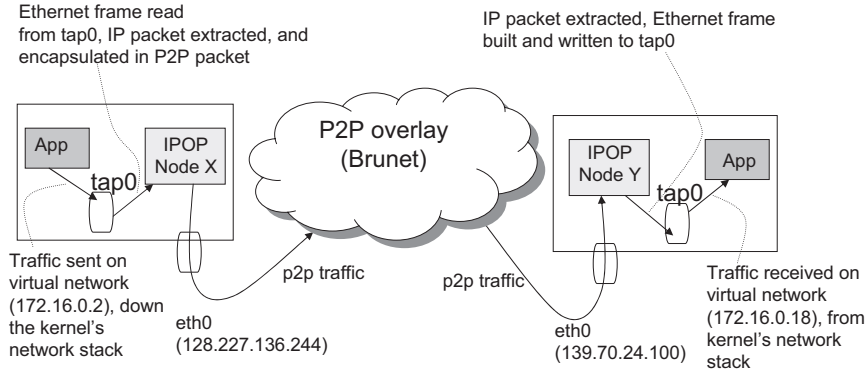 Ethernet frame read
from tap0, IP packet extracted, and
encapsulated in P2P packet
IP packet extracted, Ethernet frame
built and written to tap0
App
IPOP
Node X
tap0
P2P overlay
(Brunet)
IPOP
Node Y
App
tap0
Traffic sent on
virtual network
(172.16.0.2), down
the kernel's
network stack
eth0
(128.227.136.244)
p2p traffic
p2p traffic
eth0
(139.70.24.100)
Traffic received on
virtual network
(172.16.0.18), from
kernel's network
stack